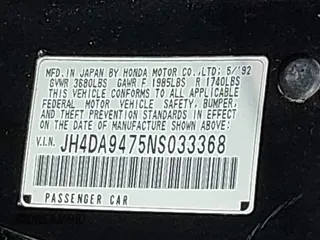 MFD. IN JAPAN BY HONDA MOTOR CO., LTD: 5/'92
GVWR 3680LBS GAWR F 1985LBS R 1740LBS
THIS VEHICLE CONFORMS TO ALL APPLICABLE
FEDERAL MOTOR VEHICLE SAFETY, BUMPER,
AND THEFT PREVENTION STANDARDS IN EFFECT
ON THE DATE OF MANUFACTURE SHOWN ABOVE.
V.I.N. JH4DA9475NS033368
PASSENGER CAR